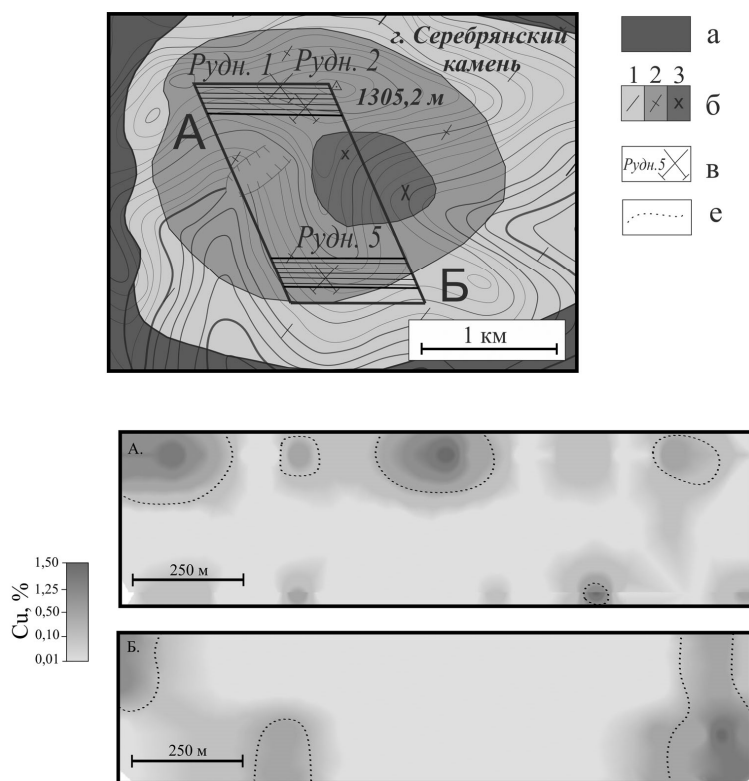 г. Серебрянский
камень
Рудн. 1
Рудн. 2
1305,2 м
А
Рудн. 5
Б
1 км
а
1 2 3
б
Рудн.5
в
е
А.
250 м
Cu, %
1,50
1,25
0,50
0,10
0,01
Б.
250 м